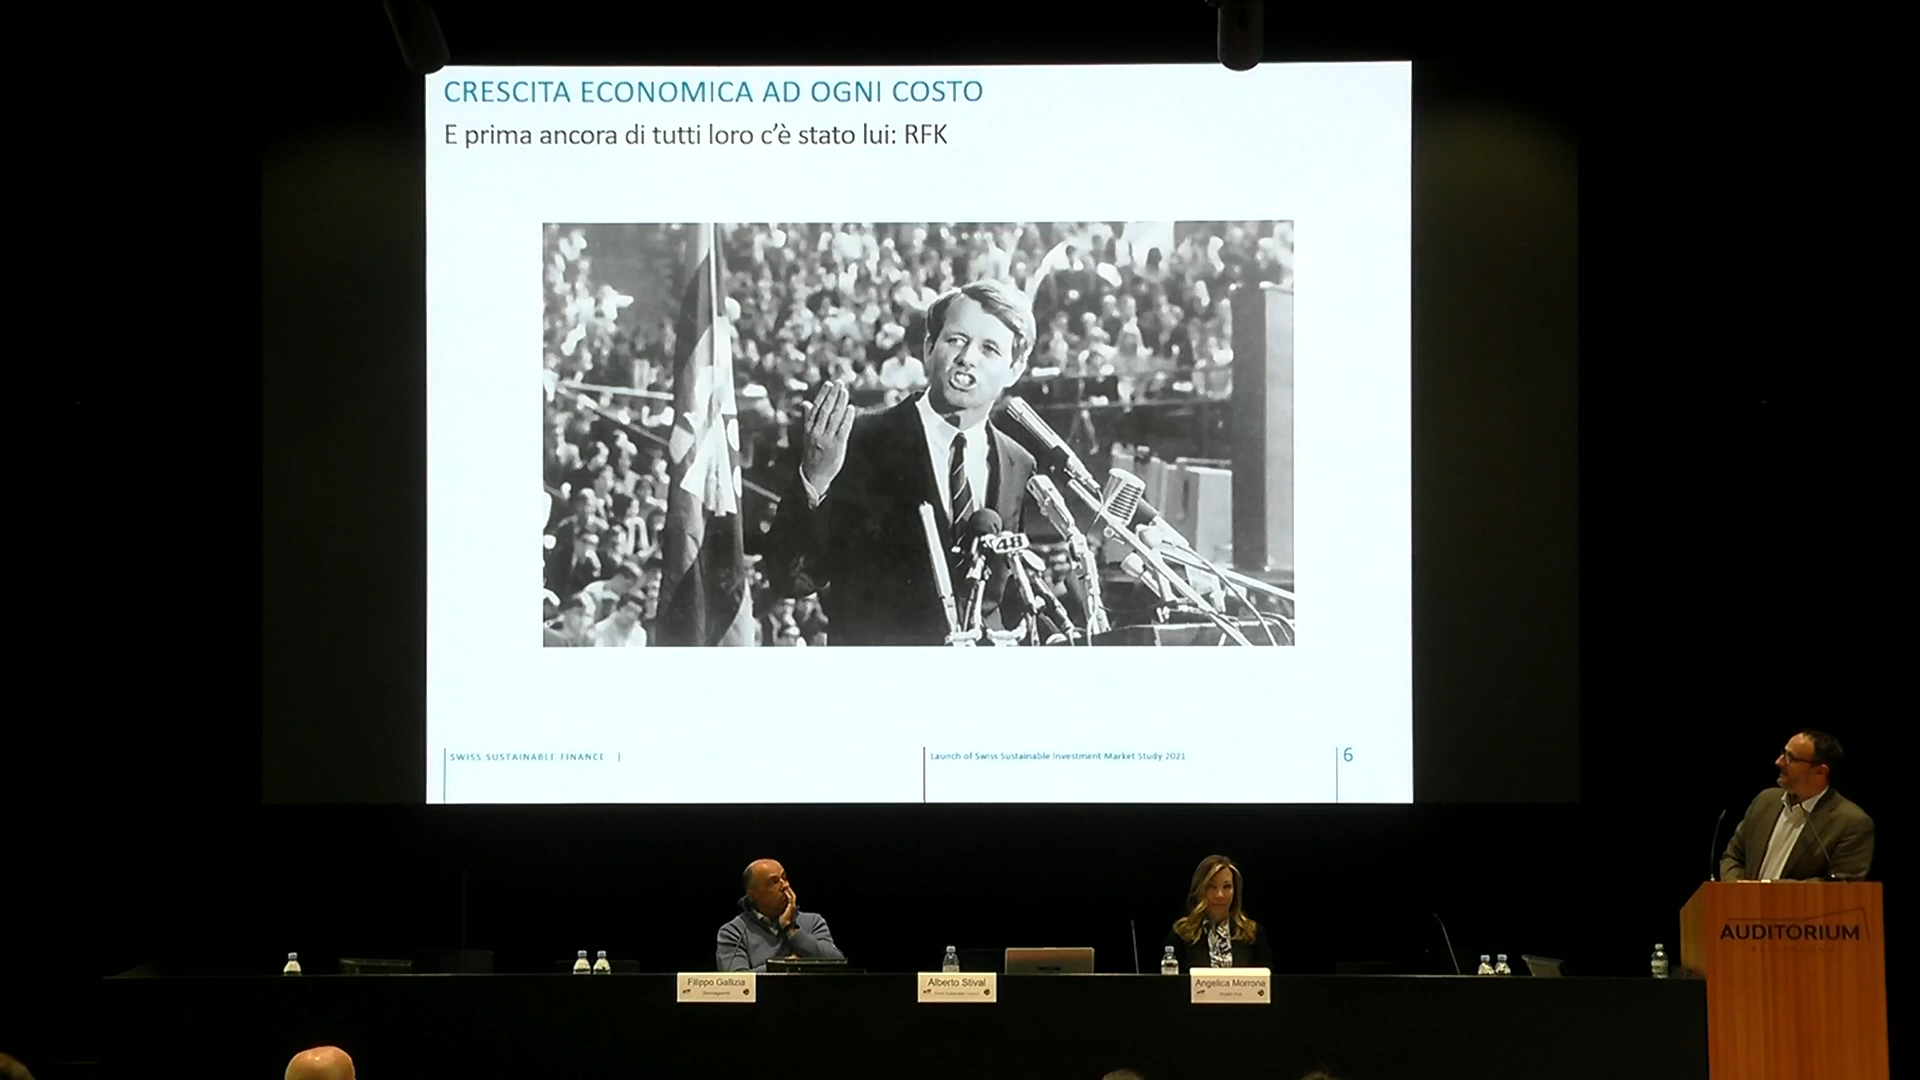 CRESCITA ECONOMICA AD OGNI COSTO
E prima ancora di tutti loro c'è stato lui: RFK
48
SWISS SUSTAINABLE FINANCE |
Launch of Swiss Sustainable Investment Market Study 2021
6
Filippo Gallizia
Alberto Stival
Angelica Morrone
AUDITORIUM